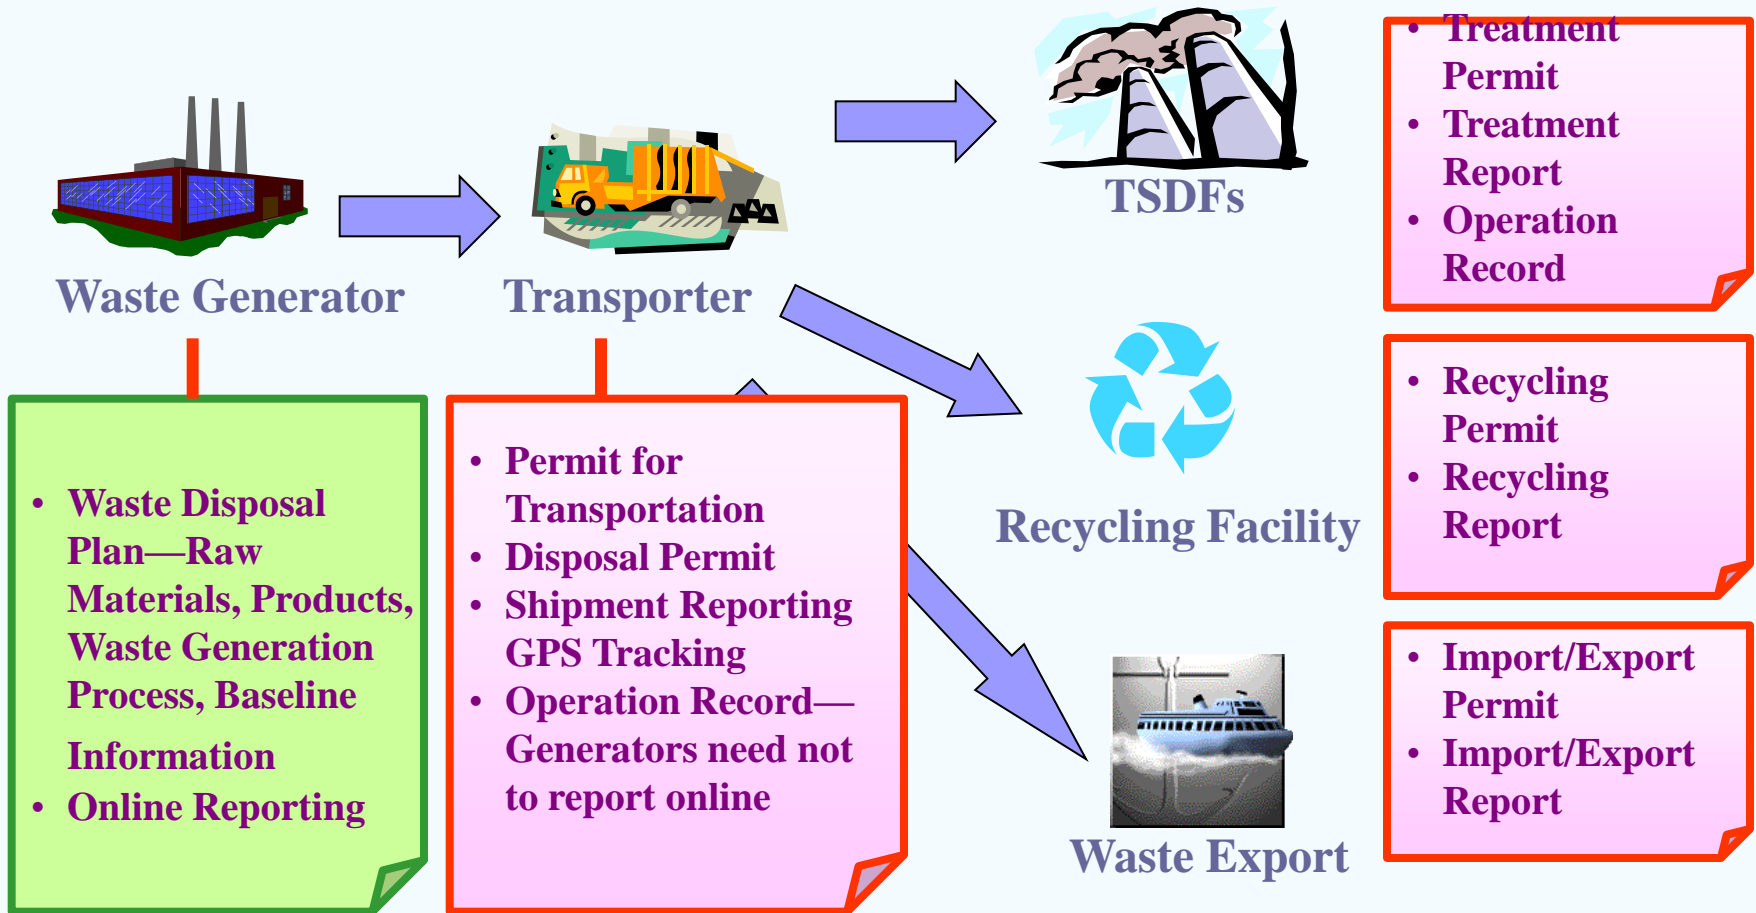 Waste Generator
Transporter
TSDFs
Recycling Facility
Waste Export
• Waste Disposal
Plan—Raw
Materials, Products,
Waste Generation
Process, Baseline
Information
• Online Reporting
• Permit for
Transportation
• Disposal Permit
• Shipment Reporting
GPS Tracking
• Operation Record—
Generators need not
to report online
• Treatment
Permit
• Treatment
Report
• Operation
Record
• Recycling
Permit
• Recycling
Report
• Import/Export
Permit
• Import/Export
Report